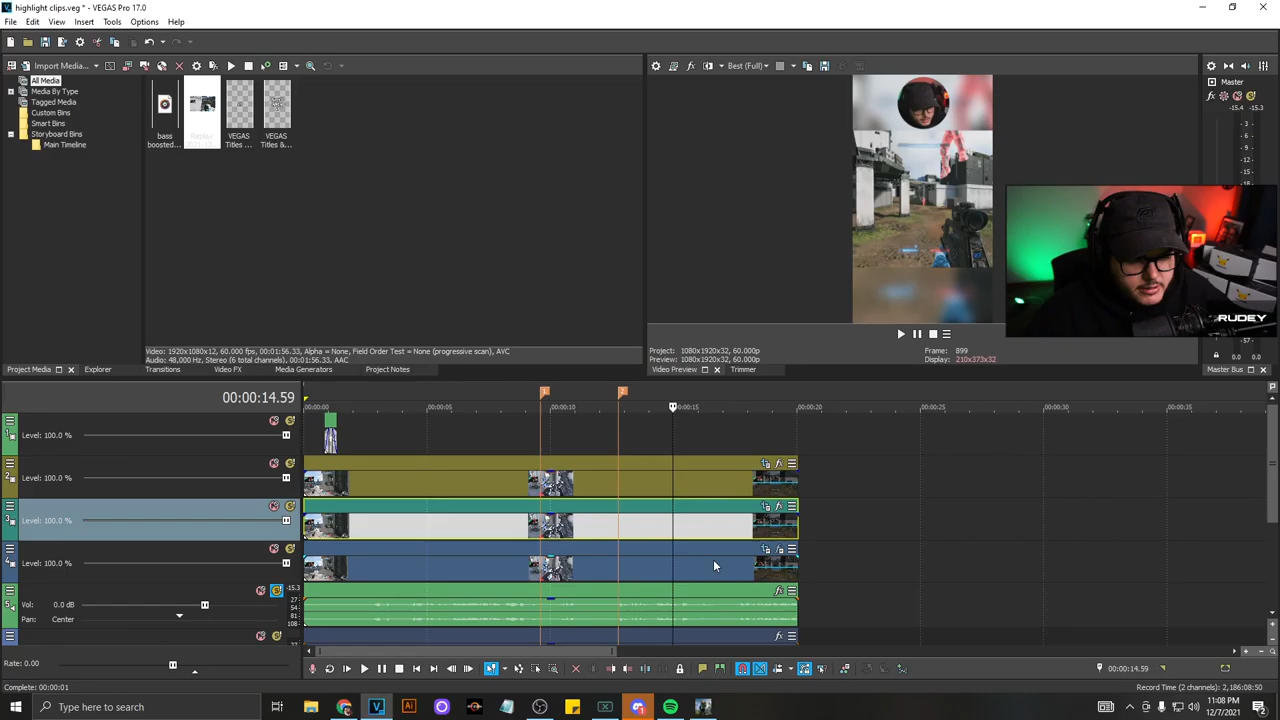 highlight clips.veg * - VEGAS Pro 17.0
File Edit View Insert Tools Options Help
Import Media...
All Media
Media By Type
Tagged Media
Custom Bins
Smart Bins
Storyboard Bins
Main Timeline
bass boosted...
Replay
VEGAS Titles ...
VEGAS Titles &...
Video: 1920x1080x12, 60.000 fps, 00:01:56.33, Alpha = None, Field Order Test = None (progressive scan), AVC
Audio: 48,000 Hz, Stereo (6 total channels), 00:01:56.33, AAC
Project Media Explorer Transitions Video FX Media Generators Project Notes
Best (Full)
Project: 1080x1920x32, 60.000p
Preview: 1080x1920x32, 60.000p
Frame: 899
Display: 210x373x32
Video Preview Trimmer
Master
-15.4 -15.3
RUDEY
0.0 0.0
Master Bus
00:00:14.59
1 2
00:00:00 00:00:05 00:00:10 00:00:15 00:00:20 00:00:25 00:00:30 00:00:35
1 Level: 100.0 %
2 Level: 100.0 %
3 Level: 100.0 %
4 Level: 100.0 %
5 Vol: 0.0 dB
Pan: Center
Rate: 0.00
00:00:14.59
Complete: 00:00:01
Record Time (2 channels): 2,186:08:50
Type here to search
11:08 PM
12/7/2021